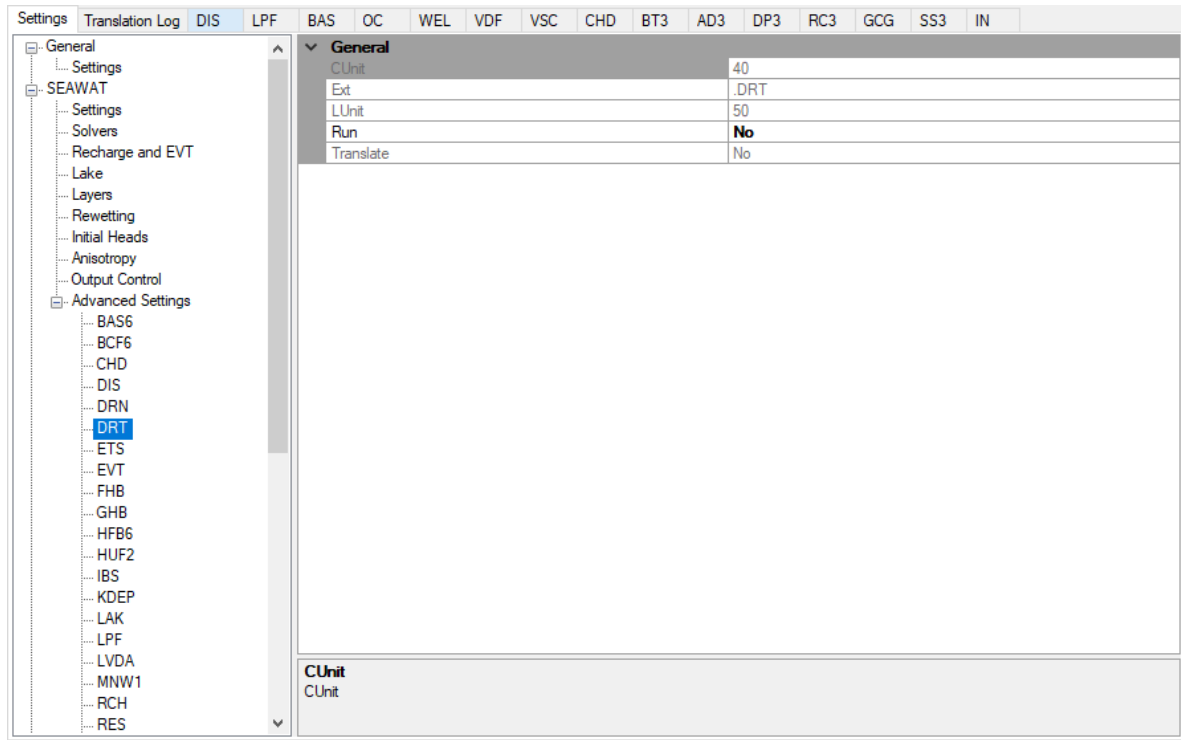 Settings Translation Log DIS LPF BAS OC WEL VDF VSC CHD BT3 AD3 DP3 RC3 GCG SS3 IN
General
Settings
SEAWAT
Settings
Solvers
Recharge and EVT
Lake
Layers
Rewetting
Initial Heads
Anisotropy
Output Control
Advanced Settings
BAS6
BCF6
CHD
DIS
DRN
DRT
ETS
EVT
FHB
GHB
HFB6
HUF2
IBS
KDEP
LAK
LPF
LVDA
MNW1
RCH
RES
General
CUnit 40
Ext .DRT
LUnit 50
Run No
Translate No
CUnit
CUnit